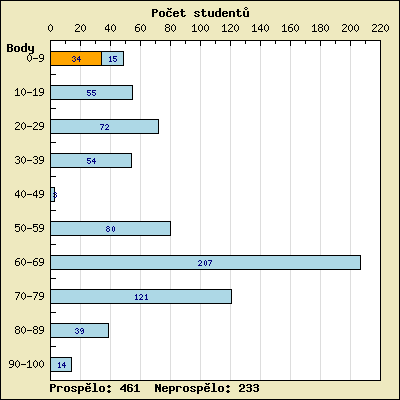 Počet studentů
0 20 40 60 80 100 120 140 160 180 200 220
Body
0-9 34 15
10-19 55
20-29 72
30-39 54
40-49 3
50-59 80
60-69 207
70-79 121
80-89 39
90-100 14
Prospělo: 461 Neprospělo: 233